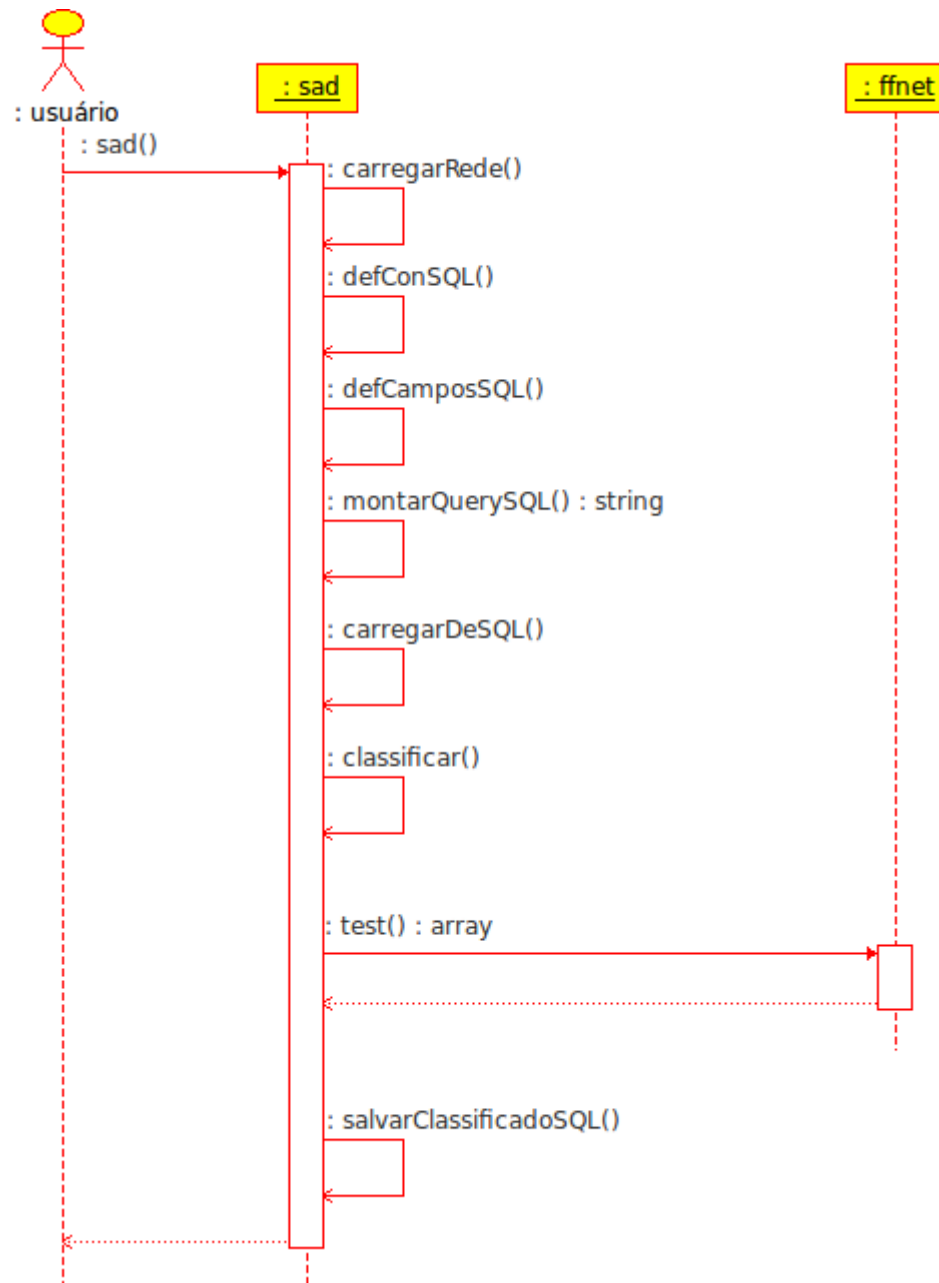 : usuário
: sad
: ffnet
: sad()
: carregarRede()
: defConSQL()
: defCamposSQL()
: montarQuerySQL() : string
: carregarDeSQL()
: classificar()
: test() : array
: salvarClassificadoSQL()